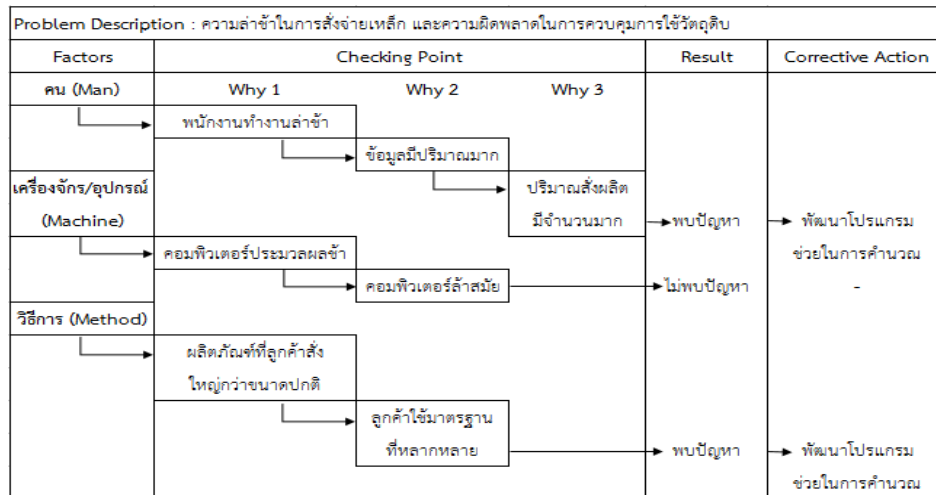 Problem Description : ความล่าช้าในการสั่งจ่ายเหล็ก และความผิดพลาดในการควบคุมการใช้วัตถุดิบ
Factors Checking Point Result Corrective Action
คน (Man) Why 1 Why 2 Why 3
พนักงานทำงานล่าช้า
ข้อมูลมีปริมาณมาก
เครื่องจักร/อุปกรณ์ ปริมาณสั่งผลิต
(Machine) มีจำนวนมาก พบปัญหา พัฒนาโปรแกรม
คอมพิวเตอร์ประมวลผลช้า ช่วยในการคำนวณ
คอมพิวเตอร์ล้าสมัย ไม่พบปัญหา -
วิธีการ (Method)
ผลิตภัณฑ์ที่ลูกค้าสั่ง
ใหญ่กว่าขนาดปกติ
ลูกค้าใช้มาตรฐาน
ที่หลากหลาย พบปัญหา พัฒนาโปรแกรม
ช่วยในการคำนวณ